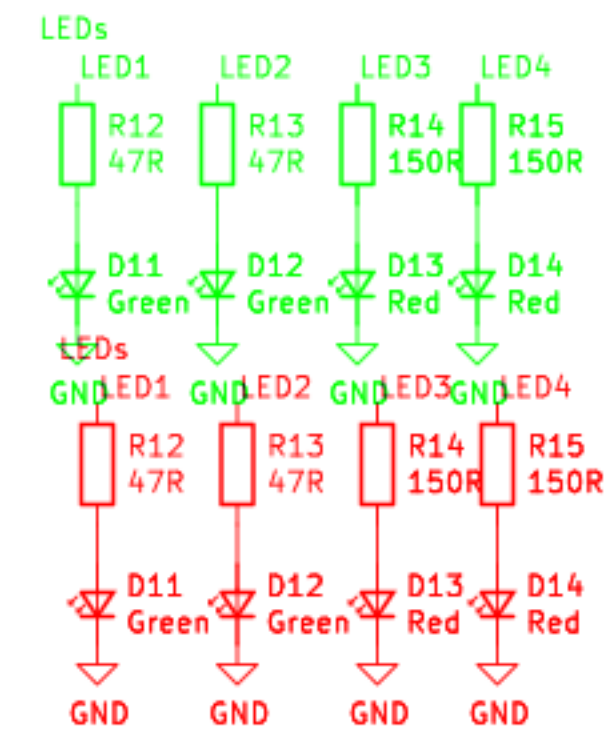 LEDs
LED1 LED2 LED3 LED4
R12 R13 R14 R15
47R 47R 150R 150R
D11 D12 D13 D14
Green Green Red Red
LEDs
GND GND GND GND
LED1 LED2 LED3 LED4
R12 R13 R14 R15
47R 47R 150R 150R
D11 D12 D13 D14
Green Green Red Red
GND GND GND GND